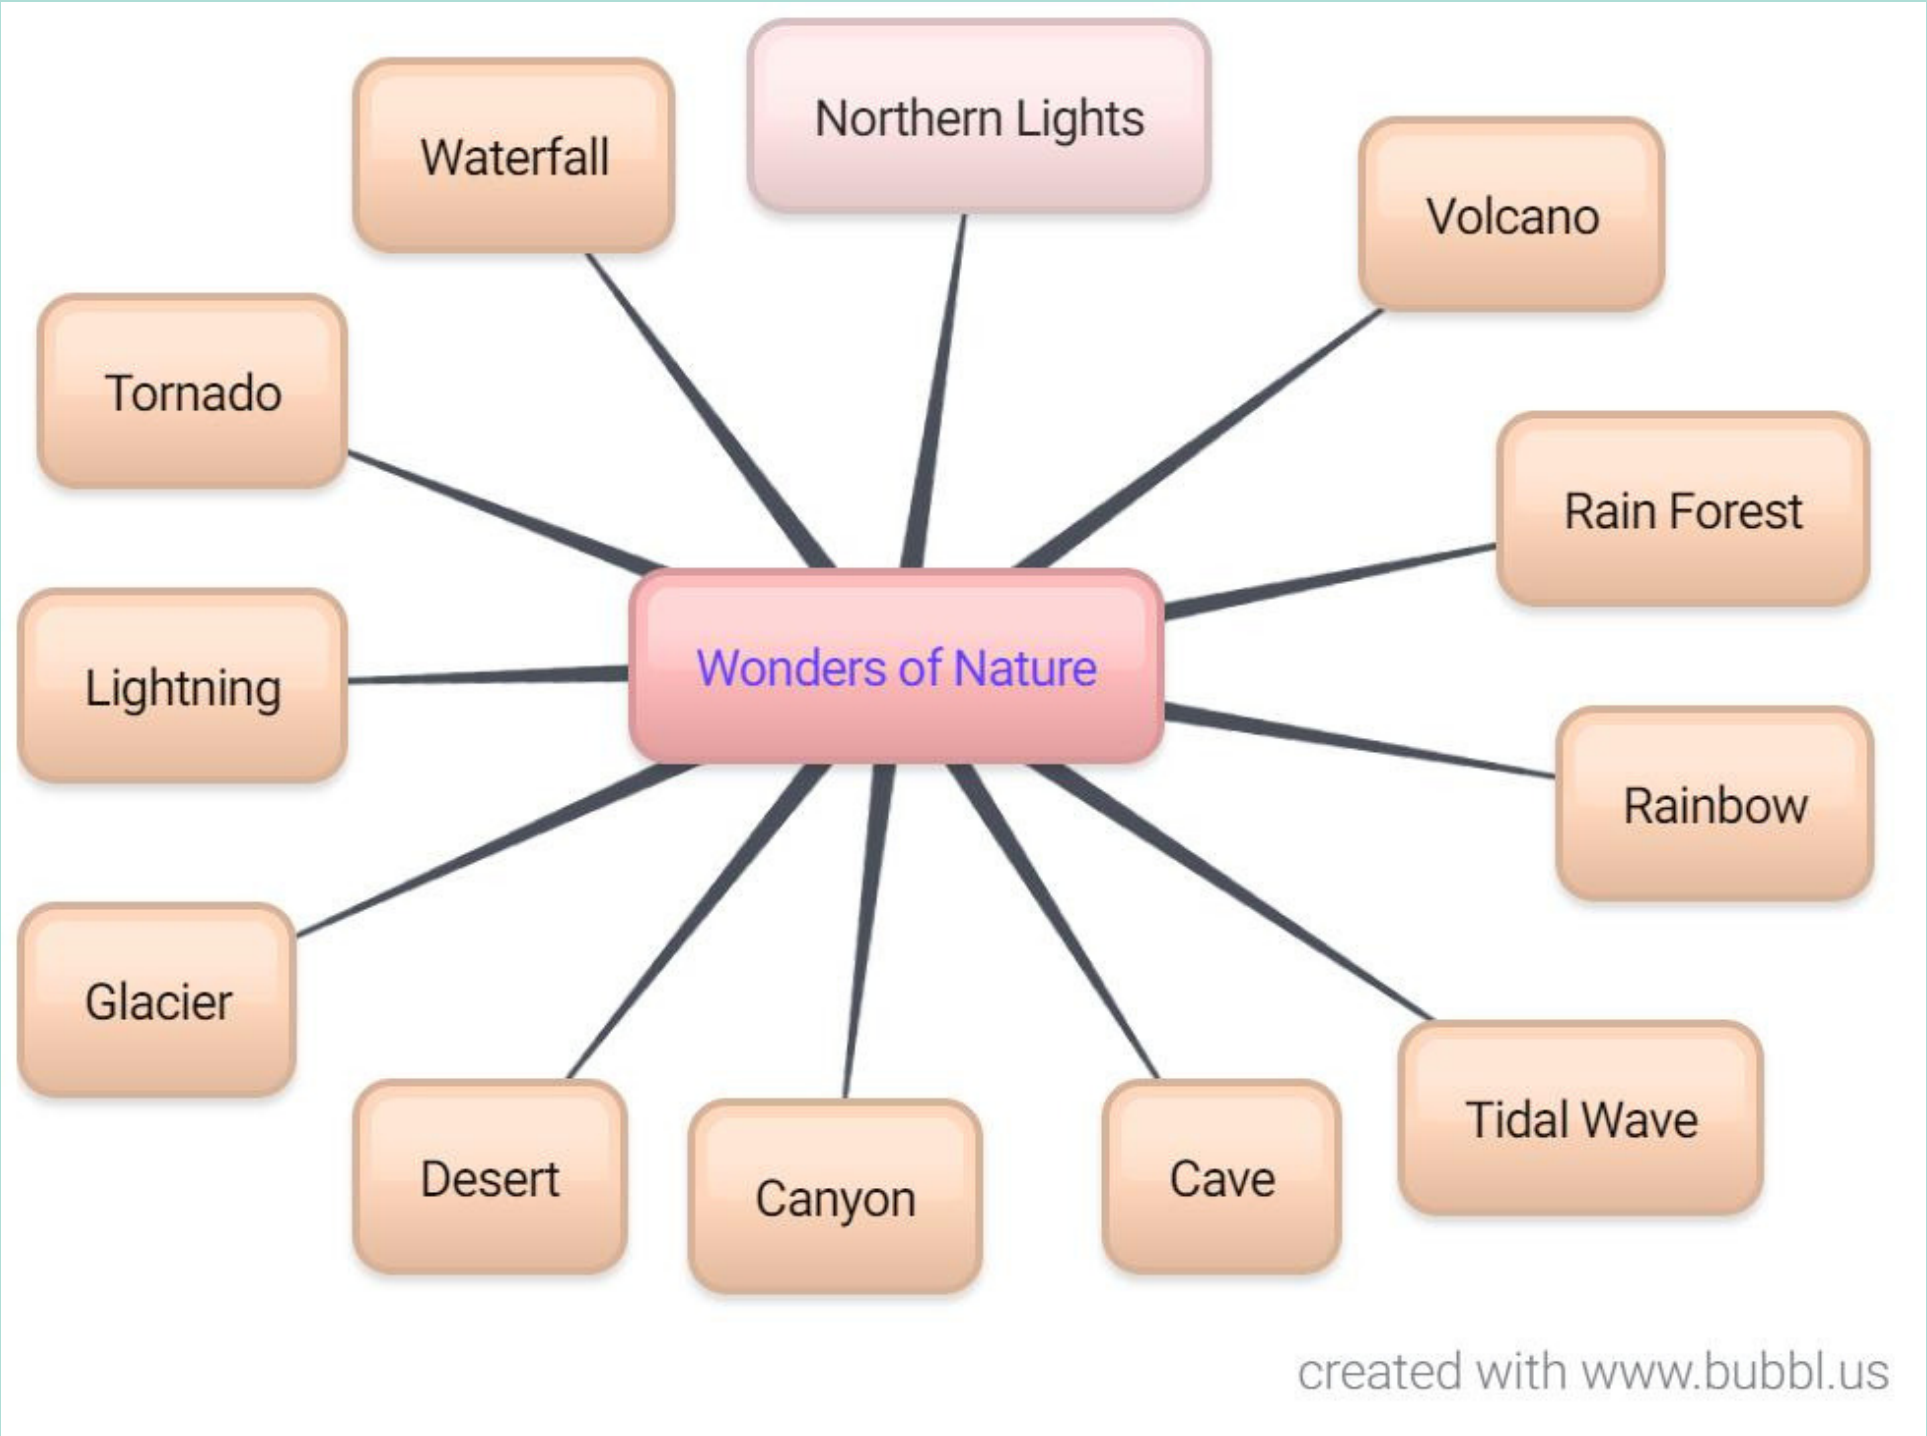 Northern Lights
Waterfall
Volcano
Tornado
Rain Forest
Wonders of Nature
Lightning
Rainbow
Glacier
Tidal Wave
Desert
Cave
Canyon
created with www.bubbl.us